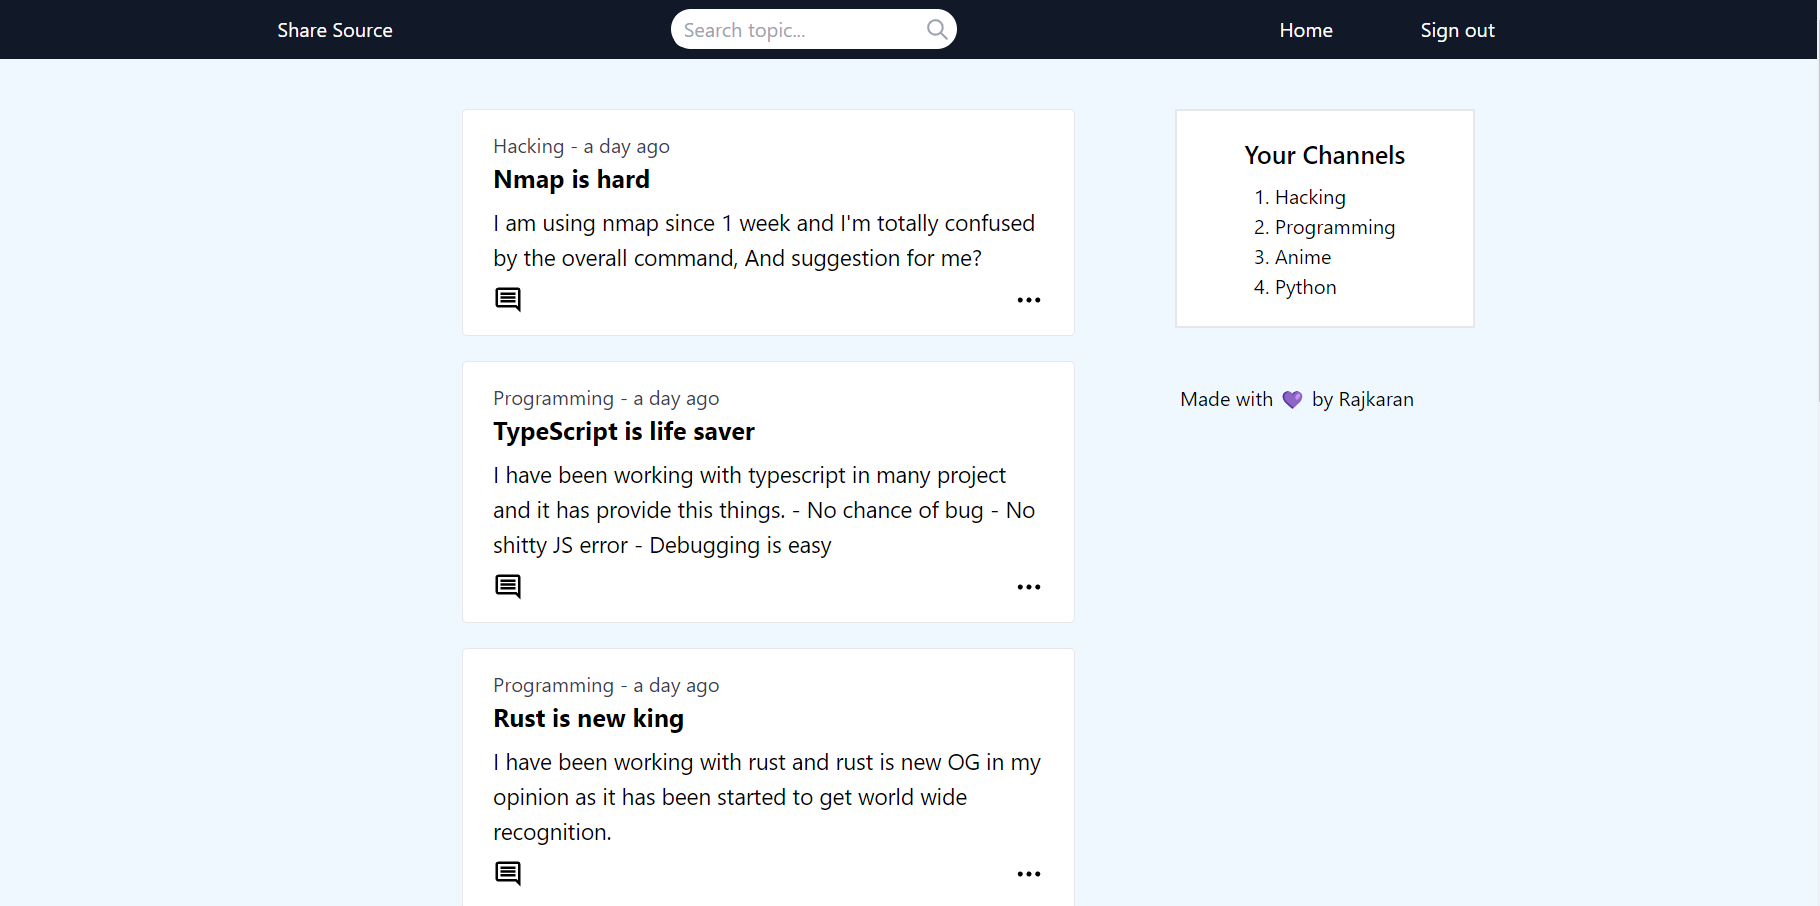 Share Source
Search topic...
Home
Sign out
Hacking - a day ago
Nmap is hard
I am using nmap since 1 week and I'm totally confused
by the overall command, And suggestion for me?
Programming - a day ago
TypeScript is life saver
I have been working with typescript in many project
and it has provide this things. - No chance of bug - No
shitty JS error - Debugging is easy
Programming - a day ago
Rust is new king
I have been working with rust and rust is new OG in my
opinion as it has been started to get world wide
recognition.
Your Channels
1. Hacking
2. Programming
3. Anime
4. Python
Made with 💜 by Rajkaran